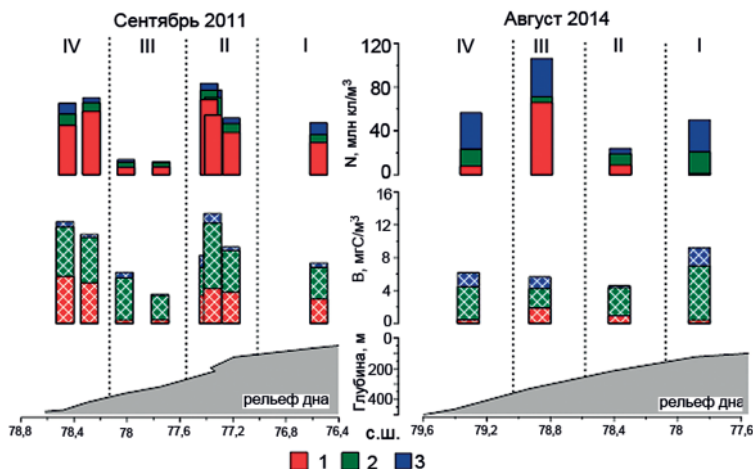 Сентябрь 2011
Август 2014
IV III II I
IV III II I
N, млн кл/м³
120
80
40
0
В, мгС/м³
16
12
8
4
0
Глубина, м
0
200
400
рельеф дна
рельеф дна
78,8 78,4 78 77,6 77,2 76,8 76,4
с.ш.
79,6 79,2 78,8 78,4 78 77,6
1 2 3